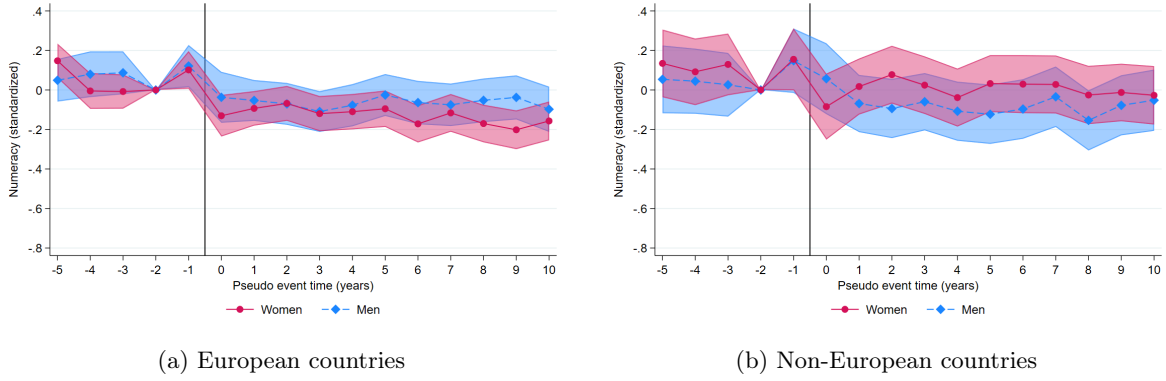 .4
.2
0
-.2
-.4
-.6
-.8
Numeracy (standardized)
-5 -4 -3 -2 -1 0 1 2 3 4 5 6 7 8 9 10
Pseudo event time (years)
Women Men
(a) European countries
.4
.2
0
-.2
-.4
-.6
-.8
Numeracy (standardized)
-5 -4 -3 -2 -1 0 1 2 3 4 5 6 7 8 9 10
Pseudo event time (years)
Women Men
(b) Non-European countries